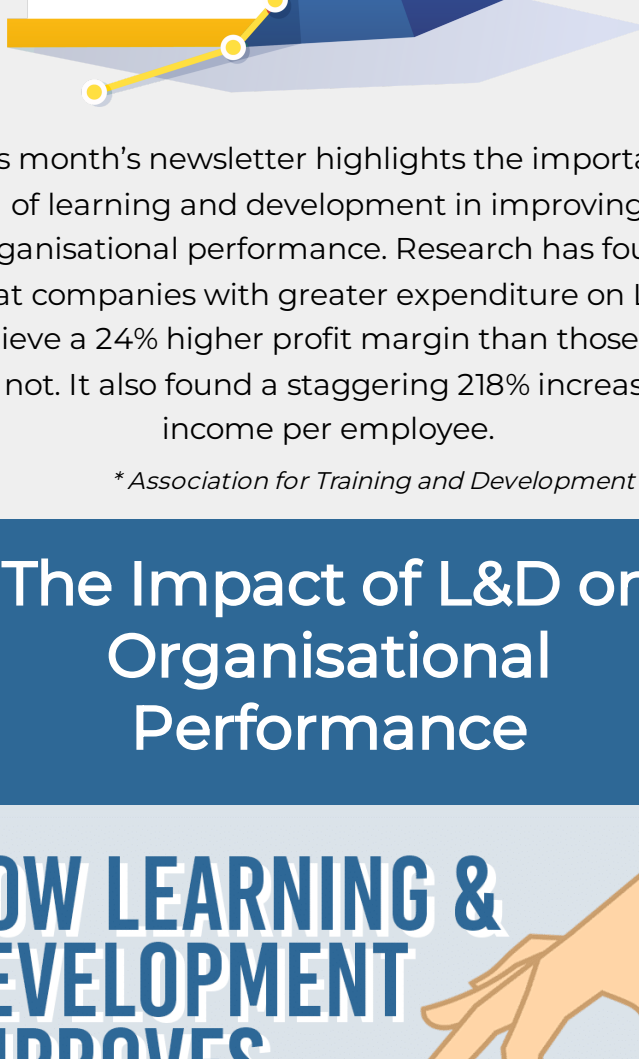 s month's newsletter highlights the importa
of learning and development in improving
ganisational performance. Research has fou
at companies with greater expenditure on L
ieve a 24% higher profit margin than those
not. It also found a staggering 218% increas
income per employee.
* Association for Training and Development
The Impact of L&D on
Organisational
Performance
OW LEARNING &
EVELOPMENT
MPROVES